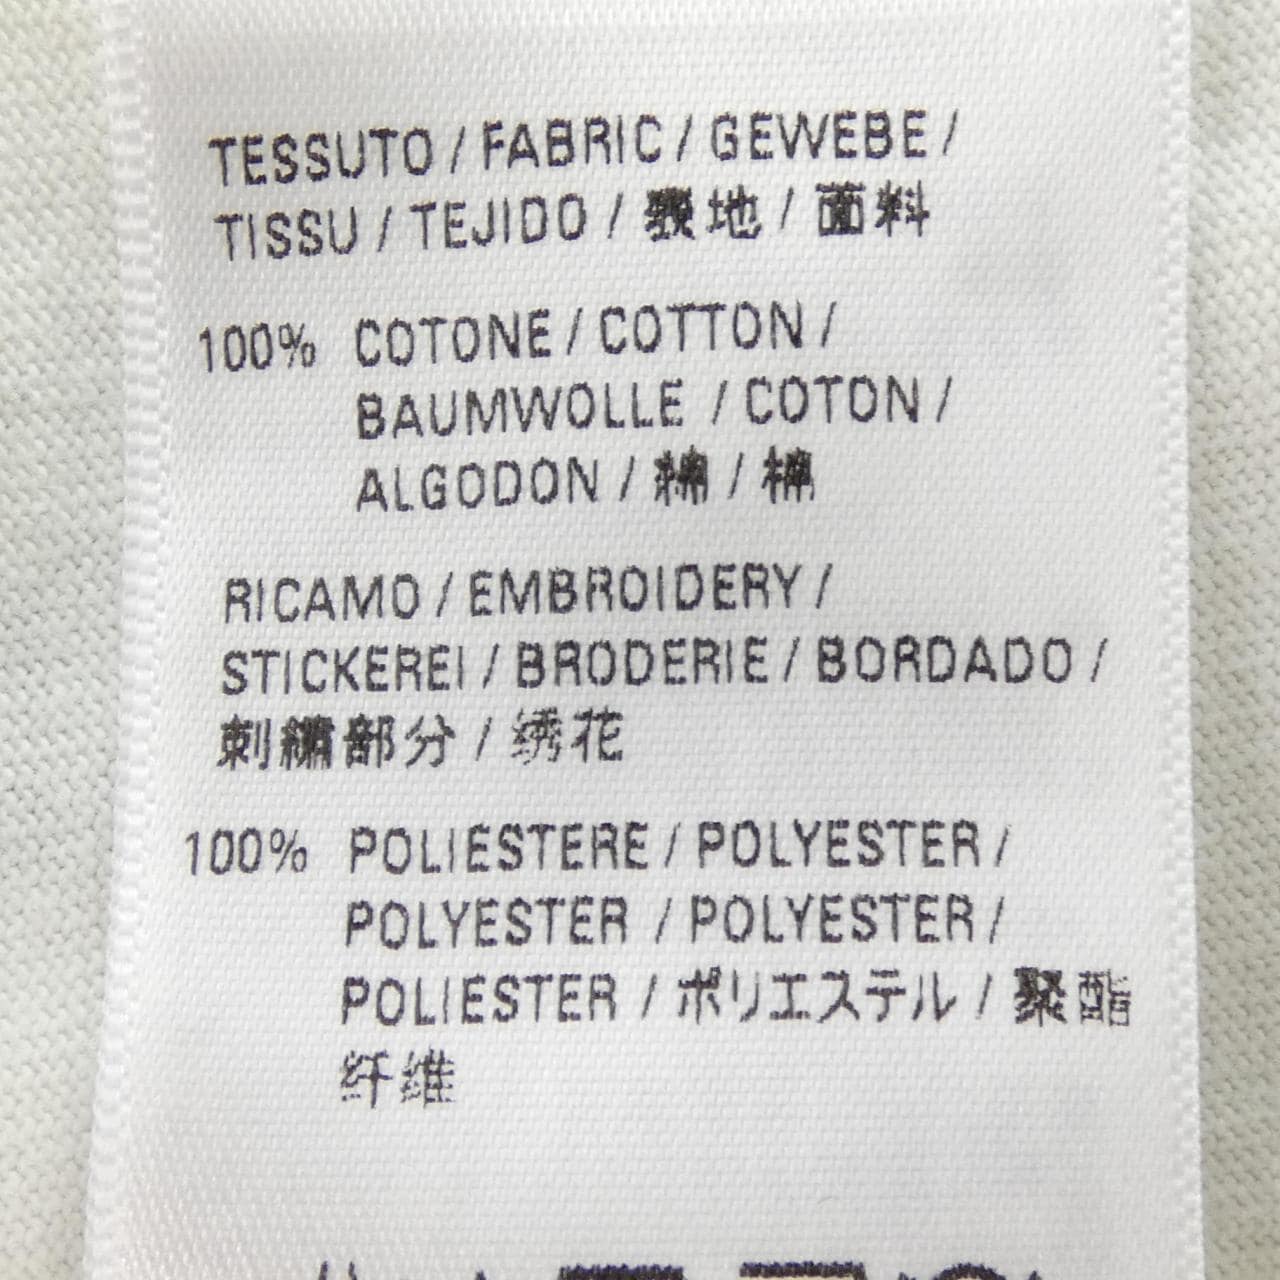 TESSUTO / FABRIC / GEWEBE /
TISSU / TEJIDO / 表地 / 面料
100% COTONE / COTTON /
BAUMWOLLE / COTON /
ALGODON / 綿 / 棉
RICAMO / EMBROIDERY /
STICKEREI / BRODERIE / BORDADO /
刺繍部分 / 绣花
100% POLIESTERE / POLYESTER /
POLYESTER / POLYESTER /
POLIESTER / ポリエステル / 聚酯
纤维